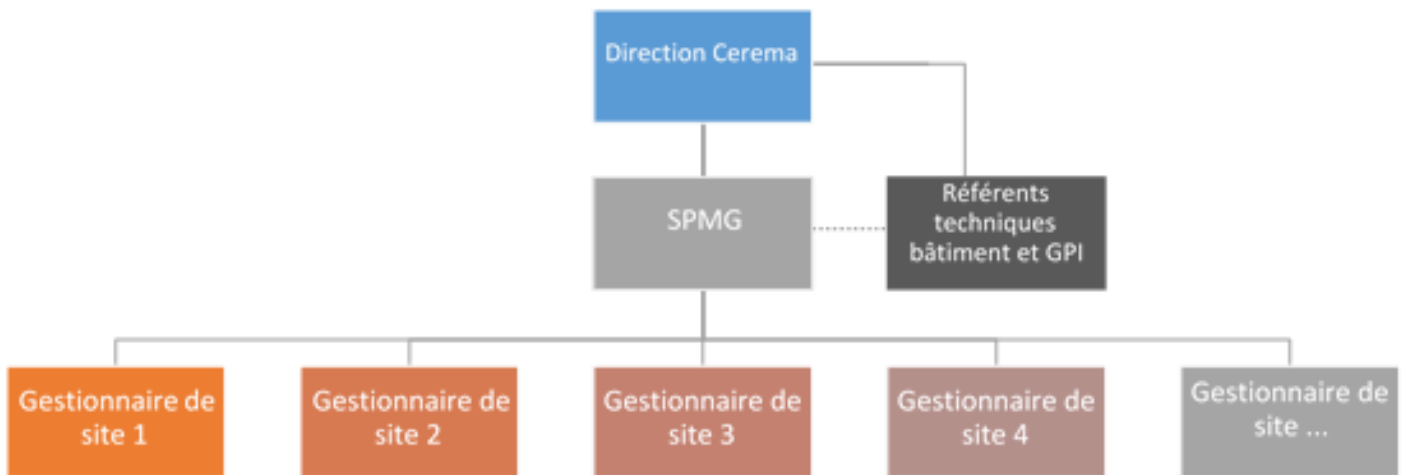 Direction Cerema
SPMG
Référents
techniques
bâtiment et GPI
Gestionnaire de
site 1
Gestionnaire de
site 2
Gestionnaire de
site 3
Gestionnaire de
site 4
Gestionnaire de
site ...